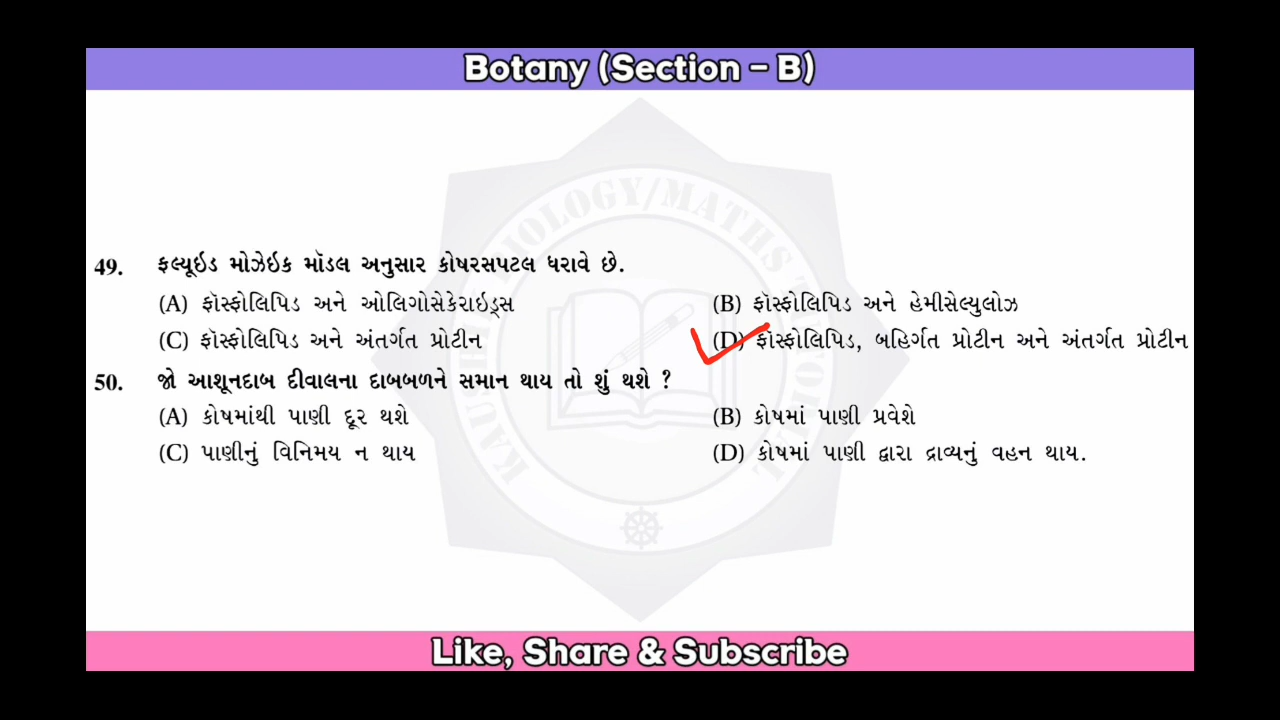 Botany (Section – B)
49. ફલ્યૂઇડ મોઝેઇક મૉડલ અનુસાર કોષરસપટલ ધરાવે છે.
(A) ફૉસ્ફોલિપિડ અને ઓલિગોસેકેરાઇડ્સ (B) ફૉસ્ફોલિપિડ અને હેમીસેલ્યુલોઝ
(C) ફૉસ્ફોલિપિડ અને અંતર્ગત પ્રોટીન (D) ફૉસ્ફોલિપિડ, બહિર્ગત પ્રોટીન અને અંતર્ગત પ્રોટીન
50. જો આશૂનદાબ દીવાલના દાબબળને સમાન થાય તો શું થશે ?
(A) કોષમાંથી પાણી દૂર થશે (B) કોષમાં પાણી પ્રવેશે
(C) પાણીનું વિનિમય ન થાય (D) કોષમાં પાણી દ્વારા દ્રાવ્યનું વહન થાય.
Like, Share & Subscribe